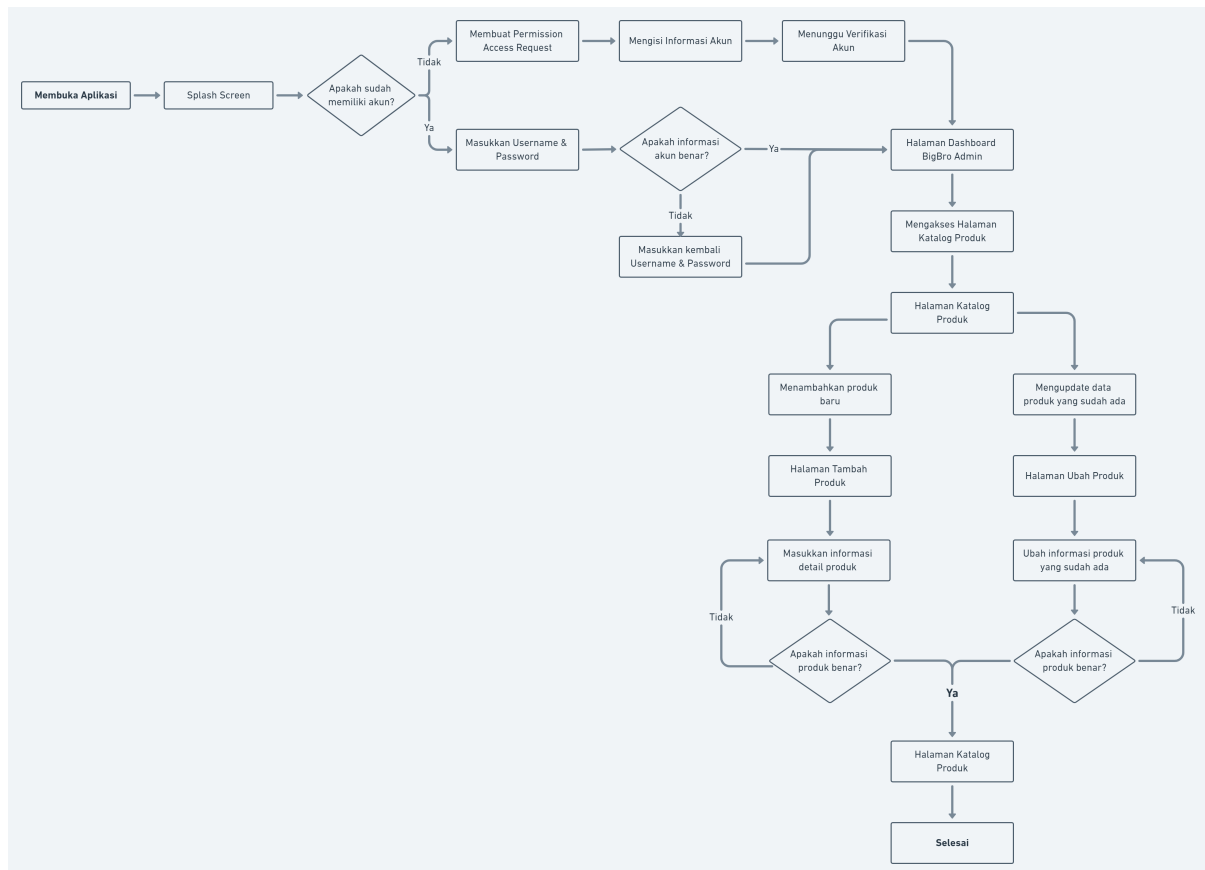 Membuat Permission
Access Request
Mengisi Informasi Akun
Menunggu Verifikasi
Akun
Tidak
Membuka Aplikasi
Splash Screen
Apakah sudah
memiliki akun?
Ya
Masukkan Username &
Password
Apakah informasi
akun benar?
Ya
Halaman Dashboard
BigBro Admin
Tidak
Masukkan kembali
Username & Password
Mengakses Halaman
Katalog Produk
Halaman Katalog
Produk
Menambahkan produk
baru
Mengupdate data
produk yang sudah ada
Halaman Tambah
Produk
Halaman Ubah Produk
Masukkan informasi
detail produk
Ubah informasi produk
yang sudah ada
Tidak
Tidak
Apakah informasi
produk benar?
Apakah informasi
produk benar?
Ya
Halaman Katalog
Produk
Selesai